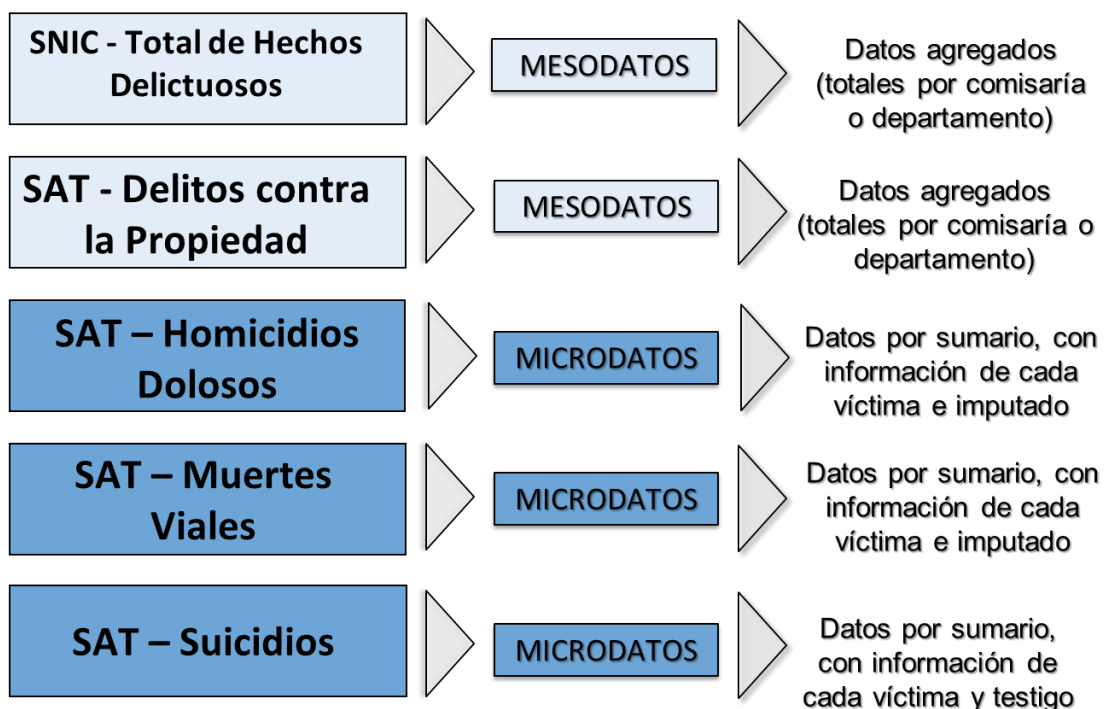 SNIC - Total de Hechos
Delictuosos
MESODATOS
Datos agregados
(totales por comisaría
o departamento)
SAT - Delitos contra
la Propiedad
MESODATOS
Datos agregados
(totales por comisaría o
departamento)
SAT – Homicidios
Dolosos
MICRODATOS
Datos por sumario, con
información de cada
víctima e imputado
SAT – Muertes
Viales
MICRODATOS
Datos por sumario, con
información de cada
víctima e imputado
SAT – Suicidios
MICRODATOS
Datos por sumario,
con información de
cada víctima y testigo